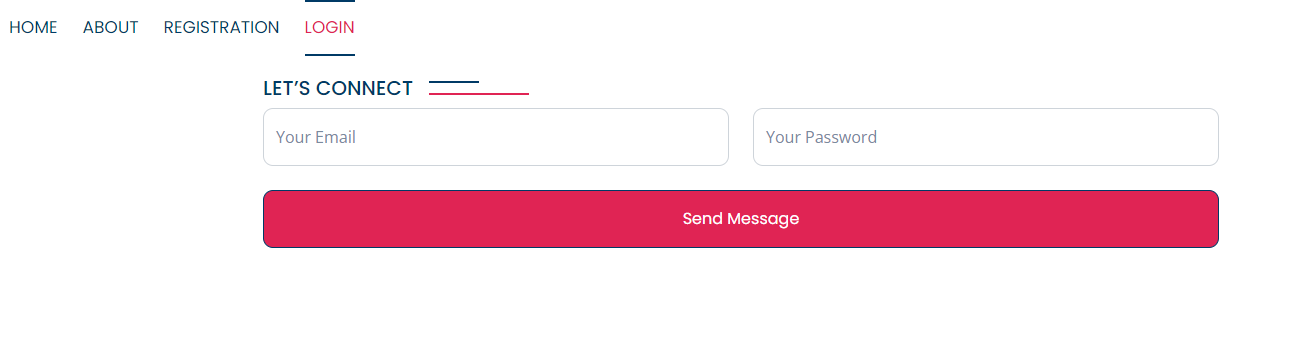 HOME ABOUT REGISTRATION LOGIN
LET’S CONNECT
Your Email Your Password
Send Message